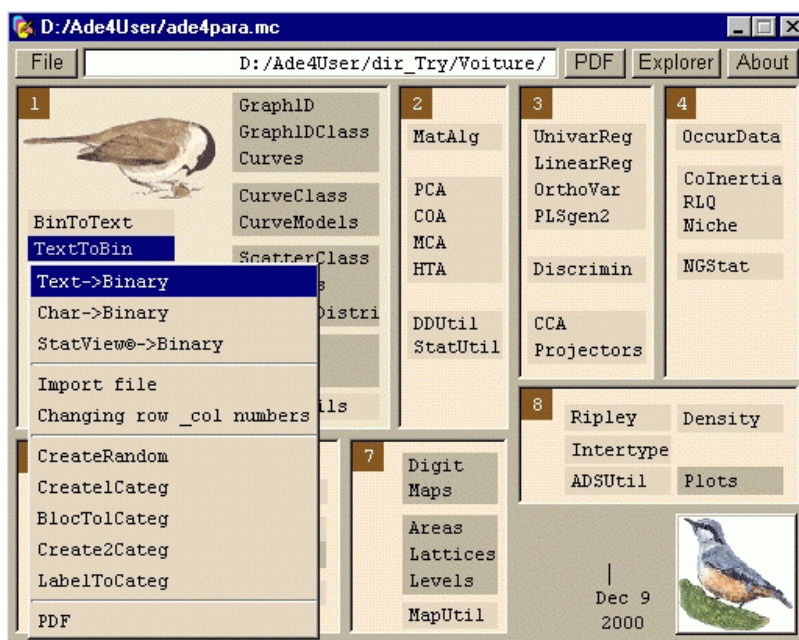 D:/Ade4User/ade4para.mc
File
D:/Ade4User/dir_Try/Voiture/
PDF
Explorer
About
1
Graph1D
Graph1DClass
Curves
CurveClass
CurveModels
ScatterClass
Distri
BinToText
TextToBin
Text->Binary
Char->Binary
StatView®->Binary
Import file
Changing row _col numbers
CreateRandom
Create1Categ
BlocTo1Categ
Create2Categ
LabelToCateg
PDF
2
MatAlg
PCA
COA
MCA
HTA
DDUtil
StatUtil
3
UnivarReg
LinearReg
OrthoVar
PLSgen2
Discrimin
CCA
Projectors
4
OccurData
CoInertia
RLQ
Niche
NGStat
7
Digit
Maps
Areas
Lattices
Levels
MapUtil
8
Ripley
Density
Intertype
ADSUtil
Plots
Dec 9
2000